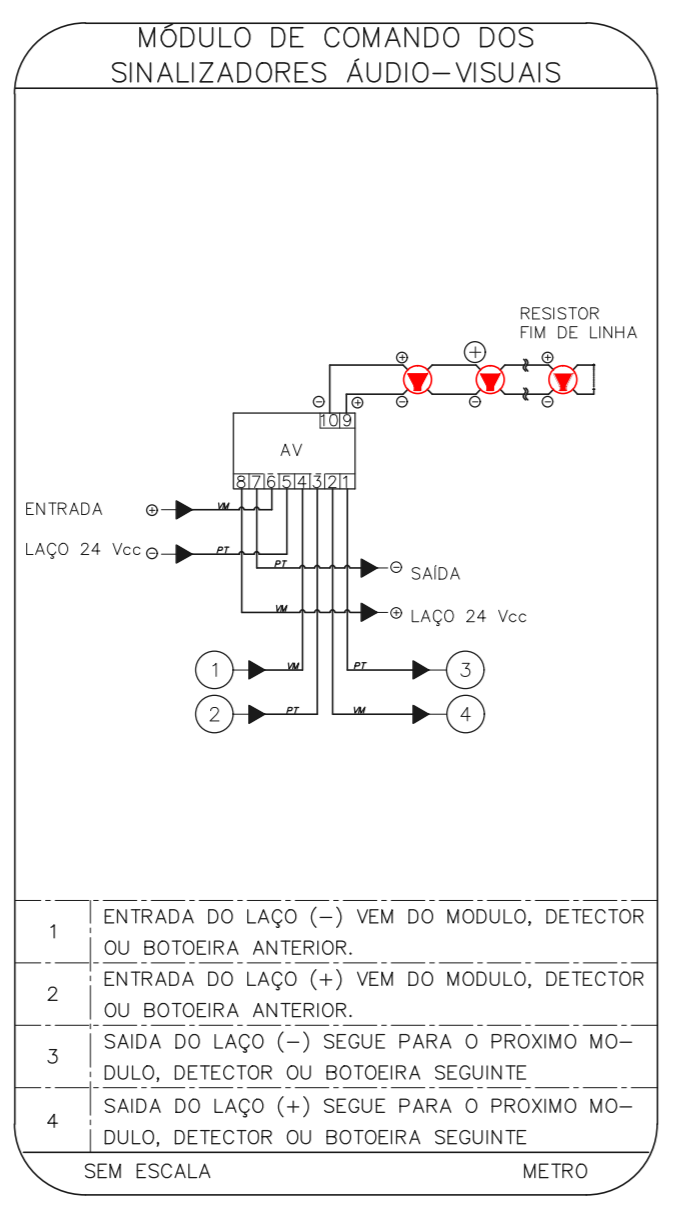 MÓDULO DE COMANDO DOS
SINALIZADORES ÁUDIO–VISUAIS
RESISTOR
FIM DE LINHA
+ + +
– + – – –
10 9
AV
8 7 6 5 4 3 2 1
ENTRADA + VM
LAÇO 24 Vcc – PT
PT – SAÍDA
VM + LAÇO 24 Vcc
1 VM PT 3
2 PT VM 4
1 ENTRADA DO LAÇO (–) VEM DO MODULO, DETECTOR
OU BOTOEIRA ANTERIOR.
2 ENTRADA DO LAÇO (+) VEM DO MODULO, DETECTOR
OU BOTOEIRA ANTERIOR.
3 SAIDA DO LAÇO (–) SEGUE PARA O PROXIMO MO–
DULO, DETECTOR OU BOTOEIRA SEGUINTE
4 SAIDA DO LAÇO (+) SEGUE PARA O PROXIMO MO–
DULO, DETECTOR OU BOTOEIRA SEGUINTE
SEM ESCALA METRO